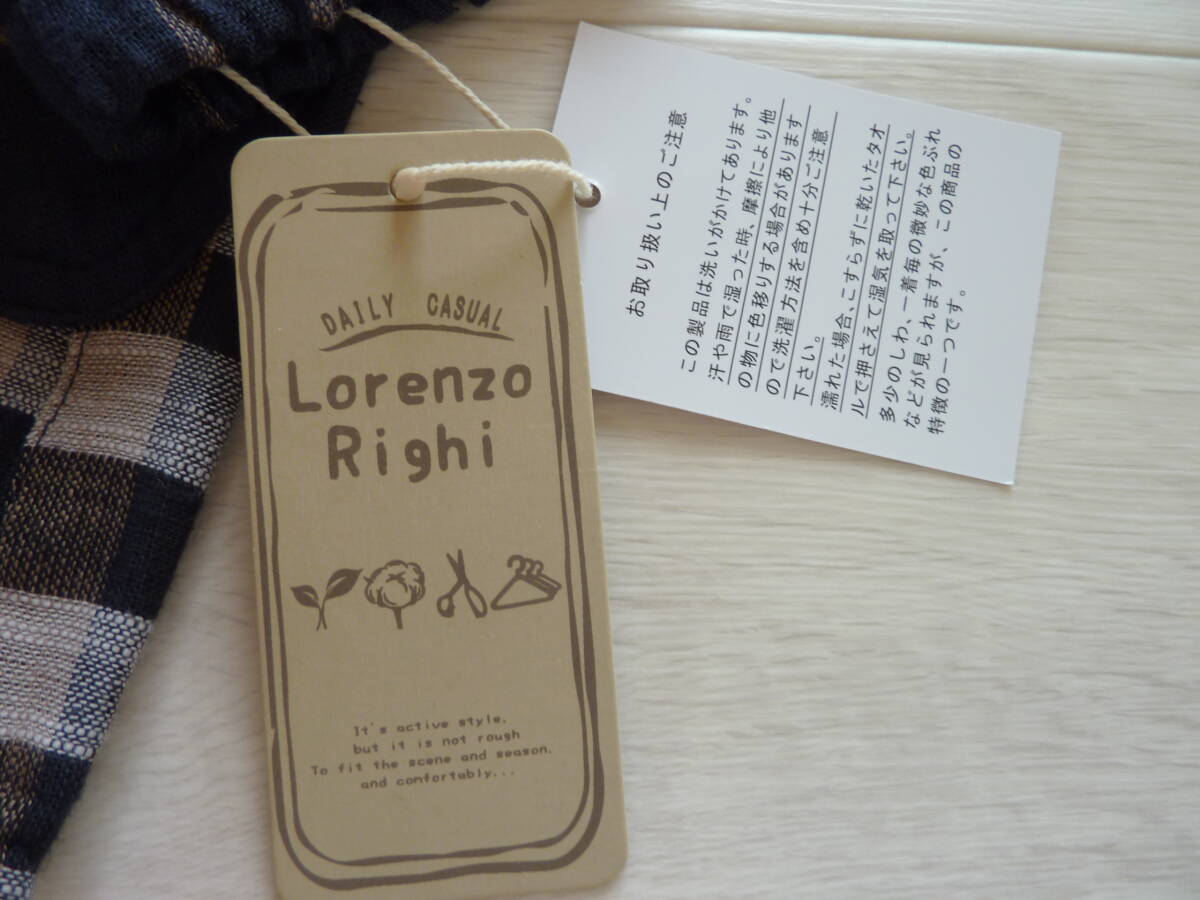 DAILY CASUAL
Lorenzo
Righi
It's active style,
but it is not rough
To fit the scene and season.
and comfortably...
お取り扱い上のご注意
この製品は洗いがかけてあります。
汗や雨で湿った時、摩擦により他
の物に色移りする場合があります
ので洗濯方法を含め十分ご注意
下さい。
濡れた場合、こすらずに乾いたタオ
ルで押さえて湿気を取って下さい。
多少のしわ、一着毎の微妙な色ぶれ
などが見られますが、この商品の
特徴の一つです。